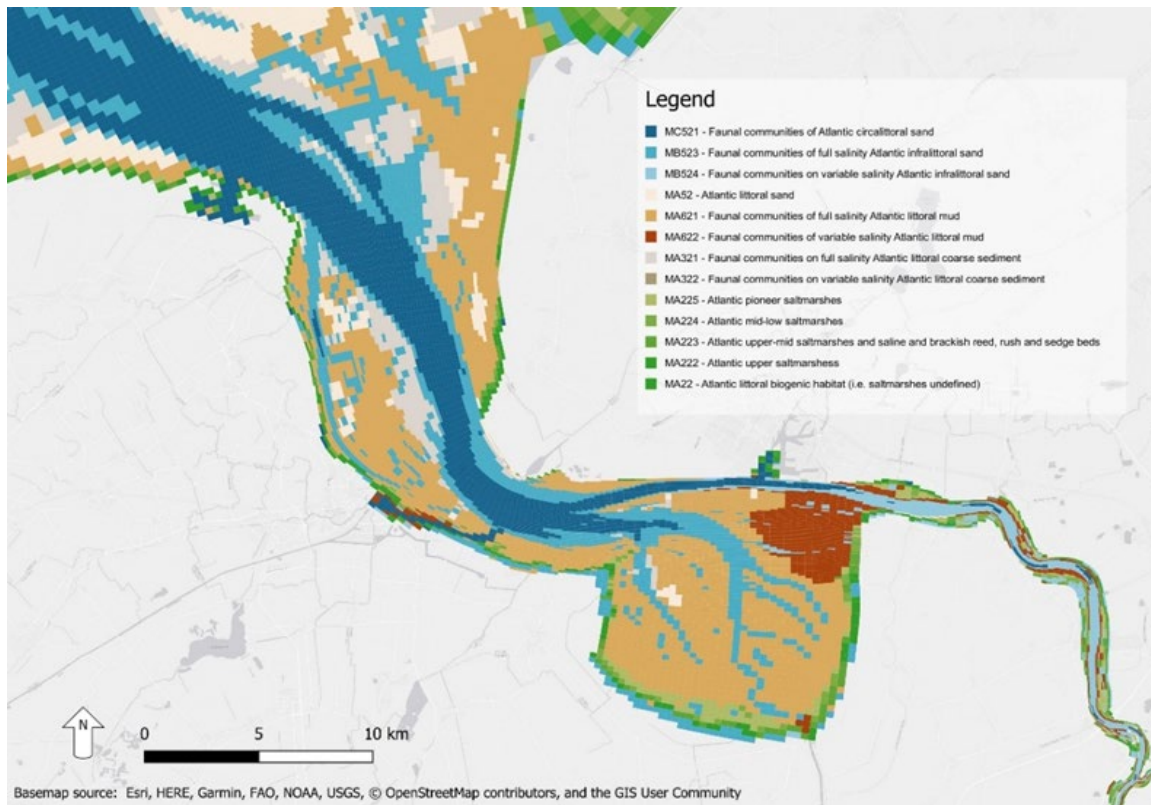 Legend
MC521 - Faunal communities of Atlantic circalittoral sand
MB523 - Faunal communities of full salinity Atlantic infralittoral sand
MB524 - Faunal communities on variable salinity Atlantic infralittoral sand
MA52 - Atlantic littoral sand
MA621 - Faunal communities of full salinity Atlantic littoral mud
MA622 - Faunal communities of variable salinity Atlantic littoral mud
MA321 - Faunal communities on full salinity Atlantic littoral coarse sediment
MA322 - Faunal communities on variable salinity Atlantic littoral coarse sediment
MA225 - Atlantic pioneer saltmarshes
MA224 - Atlantic mid-low saltmarshes
MA223 - Atlantic upper-mid saltmarshes and saline and brackish reed, rush and sedge beds
MA222 - Atlantic upper saltmarshess
MA22 - Atlantic littoral biogenic habitat (i.e. saltmarshes undefined)
N
0 5 10 km
Basemap source: Esri, HERE, Garmin, FAO, NOAA, USGS, © OpenStreetMap contributors, and the GIS User Community